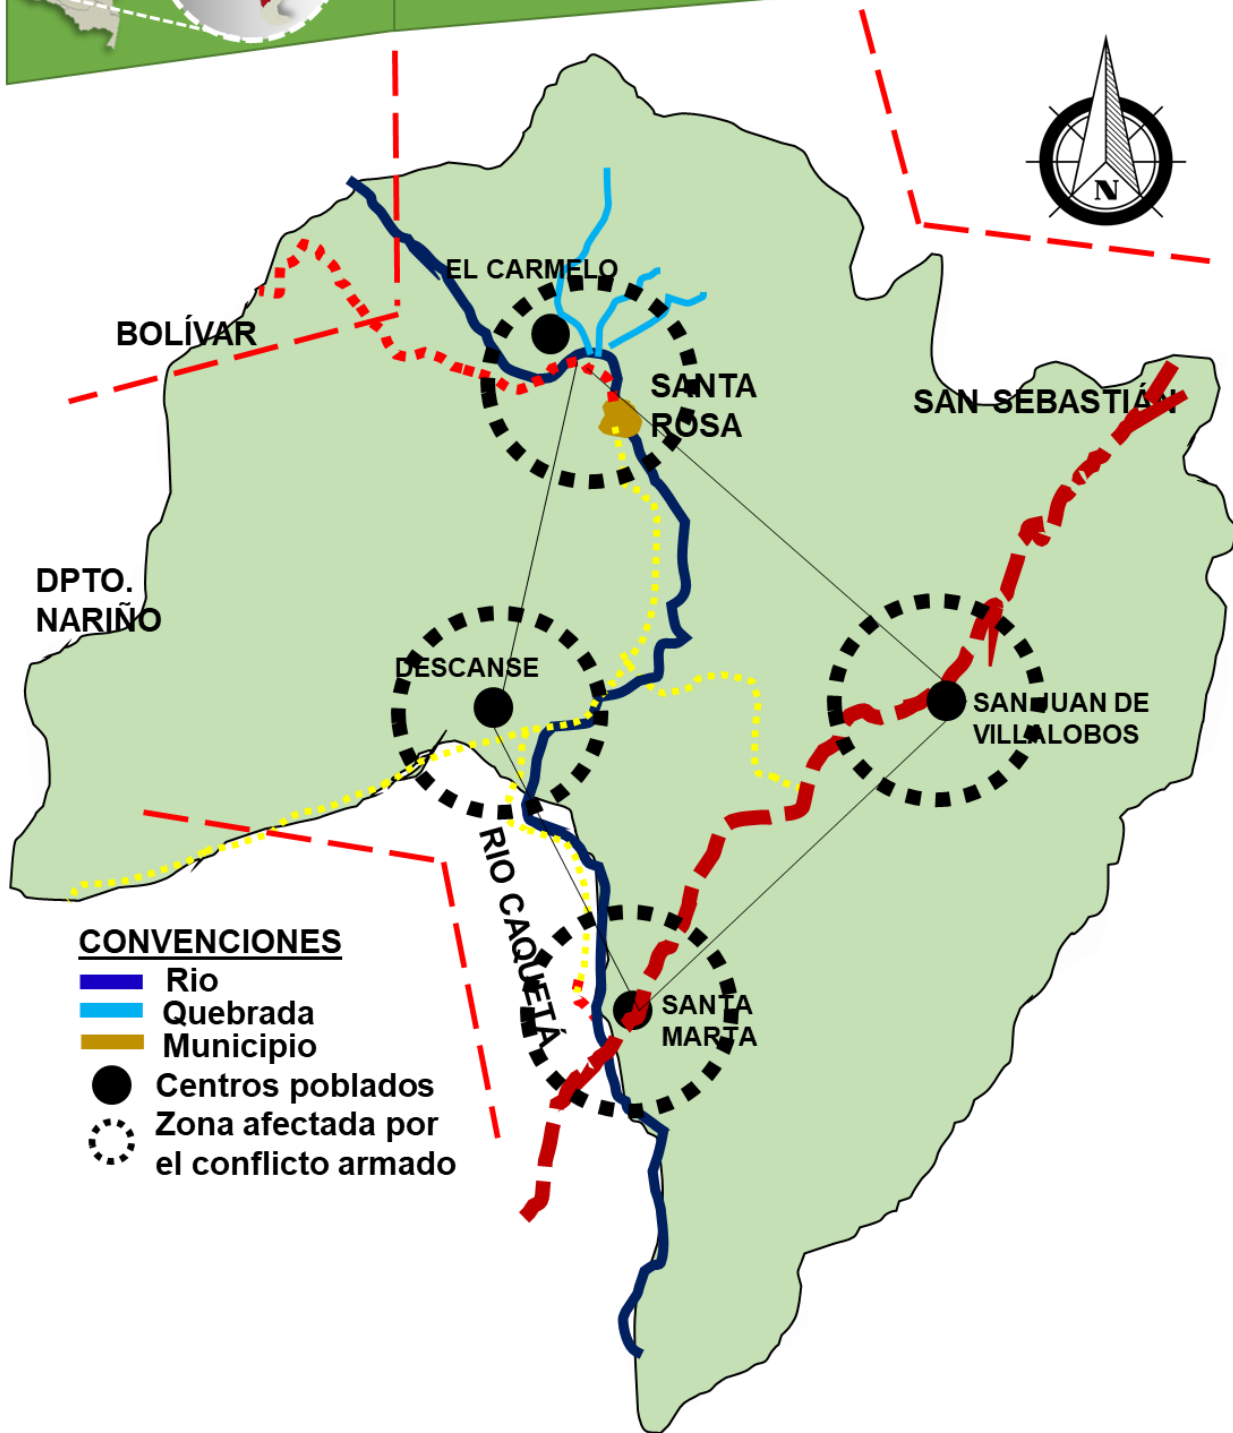 N
EL CARMELO
BOLÍVAR
SANTA
ROSA
SAN SEBASTIÁN
DPTO.
NARIÑO
DESCANSE
SAN JUAN DE
VILLALOBOS
RIO CAQUETÁ
SANTA
MARTA
CONVENCIONES
Rio
Quebrada
Municipio
Centros poblados
Zona afectada por
el conflicto armado